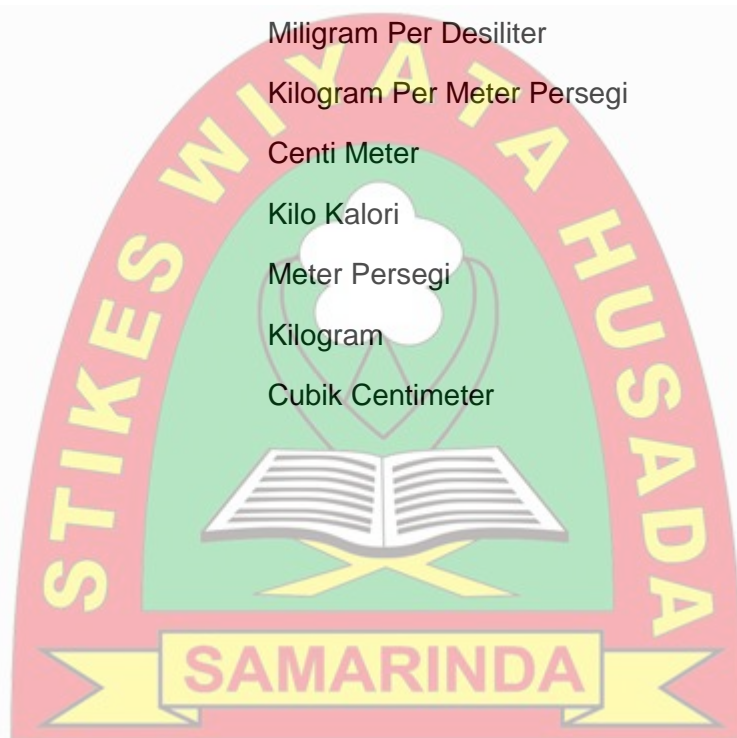 Miligram Per Desiliter
Kilogram Per Meter Persegi
Centi Meter
Kilo Kalori
Meter Persegi
Kilogram
Cubik Centimeter
STIKES WIYATA HUSADA
SAMARINDA